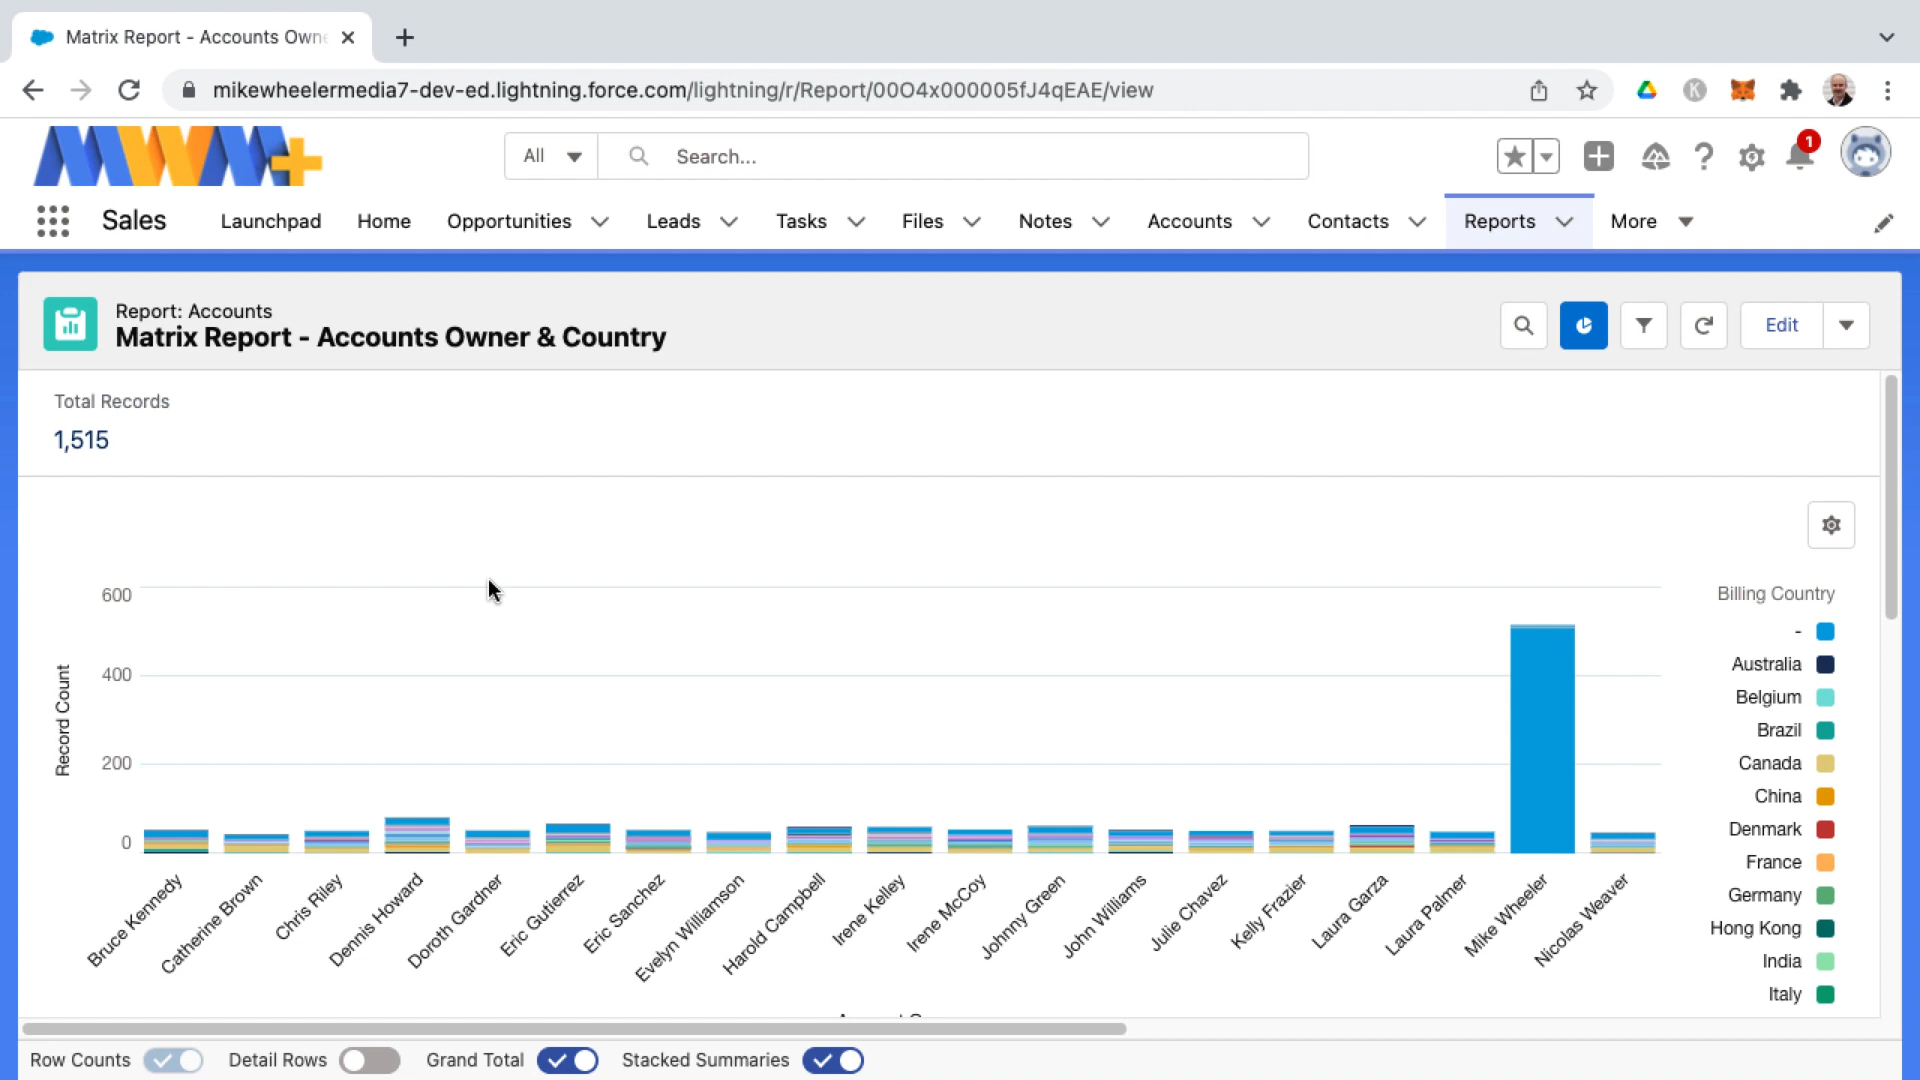 Matrix Report - Accounts Own
mikewheelermedia7-dev-ed.lightning.force.com/lightning/r/Report/00O4x000005fJ4qEAE/view
K
MWM+
All
Search...
1
Sales
Launchpad
Home
Opportunities
Leads
Tasks
Files
Notes
Accounts
Contacts
Reports
More
Report: Accounts
Matrix Report - Accounts Owner & Country
Edit
Total Records
1,515
Record Count
600
400
200
0
Bruce Kennedy
Catherine Brown
Chris Riley
Dennis Howard
Doroth Gardner
Eric Gutierrez
Eric Sanchez
Evelyn Williamson
Harold Campbell
Irene Kelley
Irene McCoy
Johnny Green
John Williams
Julie Chavez
Kelly Frazier
Laura Garza
Laura Palmer
Mike Wheeler
Nicolas Weaver
Billing Country
-
Australia
Belgium
Brazil
Canada
China
Denmark
France
Germany
Hong Kong
India
Italy
Row Counts
Detail Rows
Grand Total
Stacked Summaries